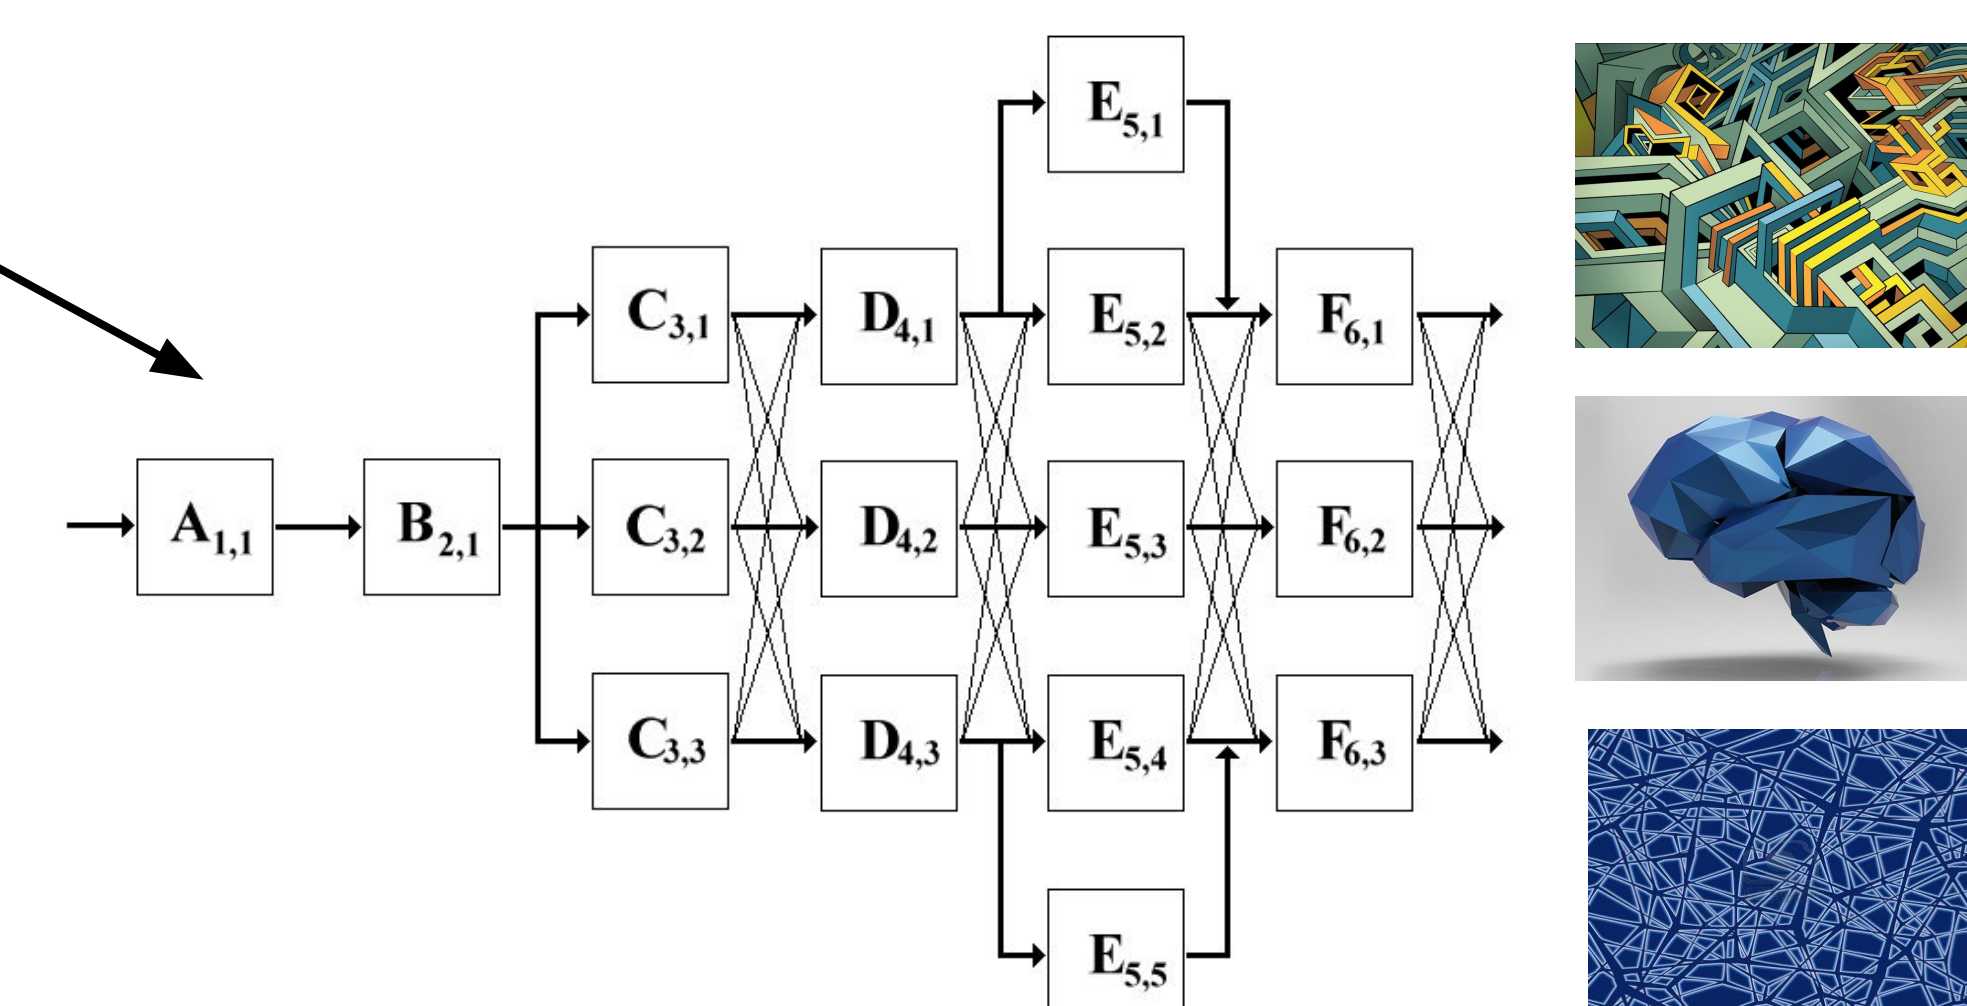 E5,1
C3,1 D4,1 E5,2 F6,1
A1,1 B2,1 C3,2 D4,2 E5,3 F6,2
C3,3 D4,3 E5,4 F6,3
E5,5